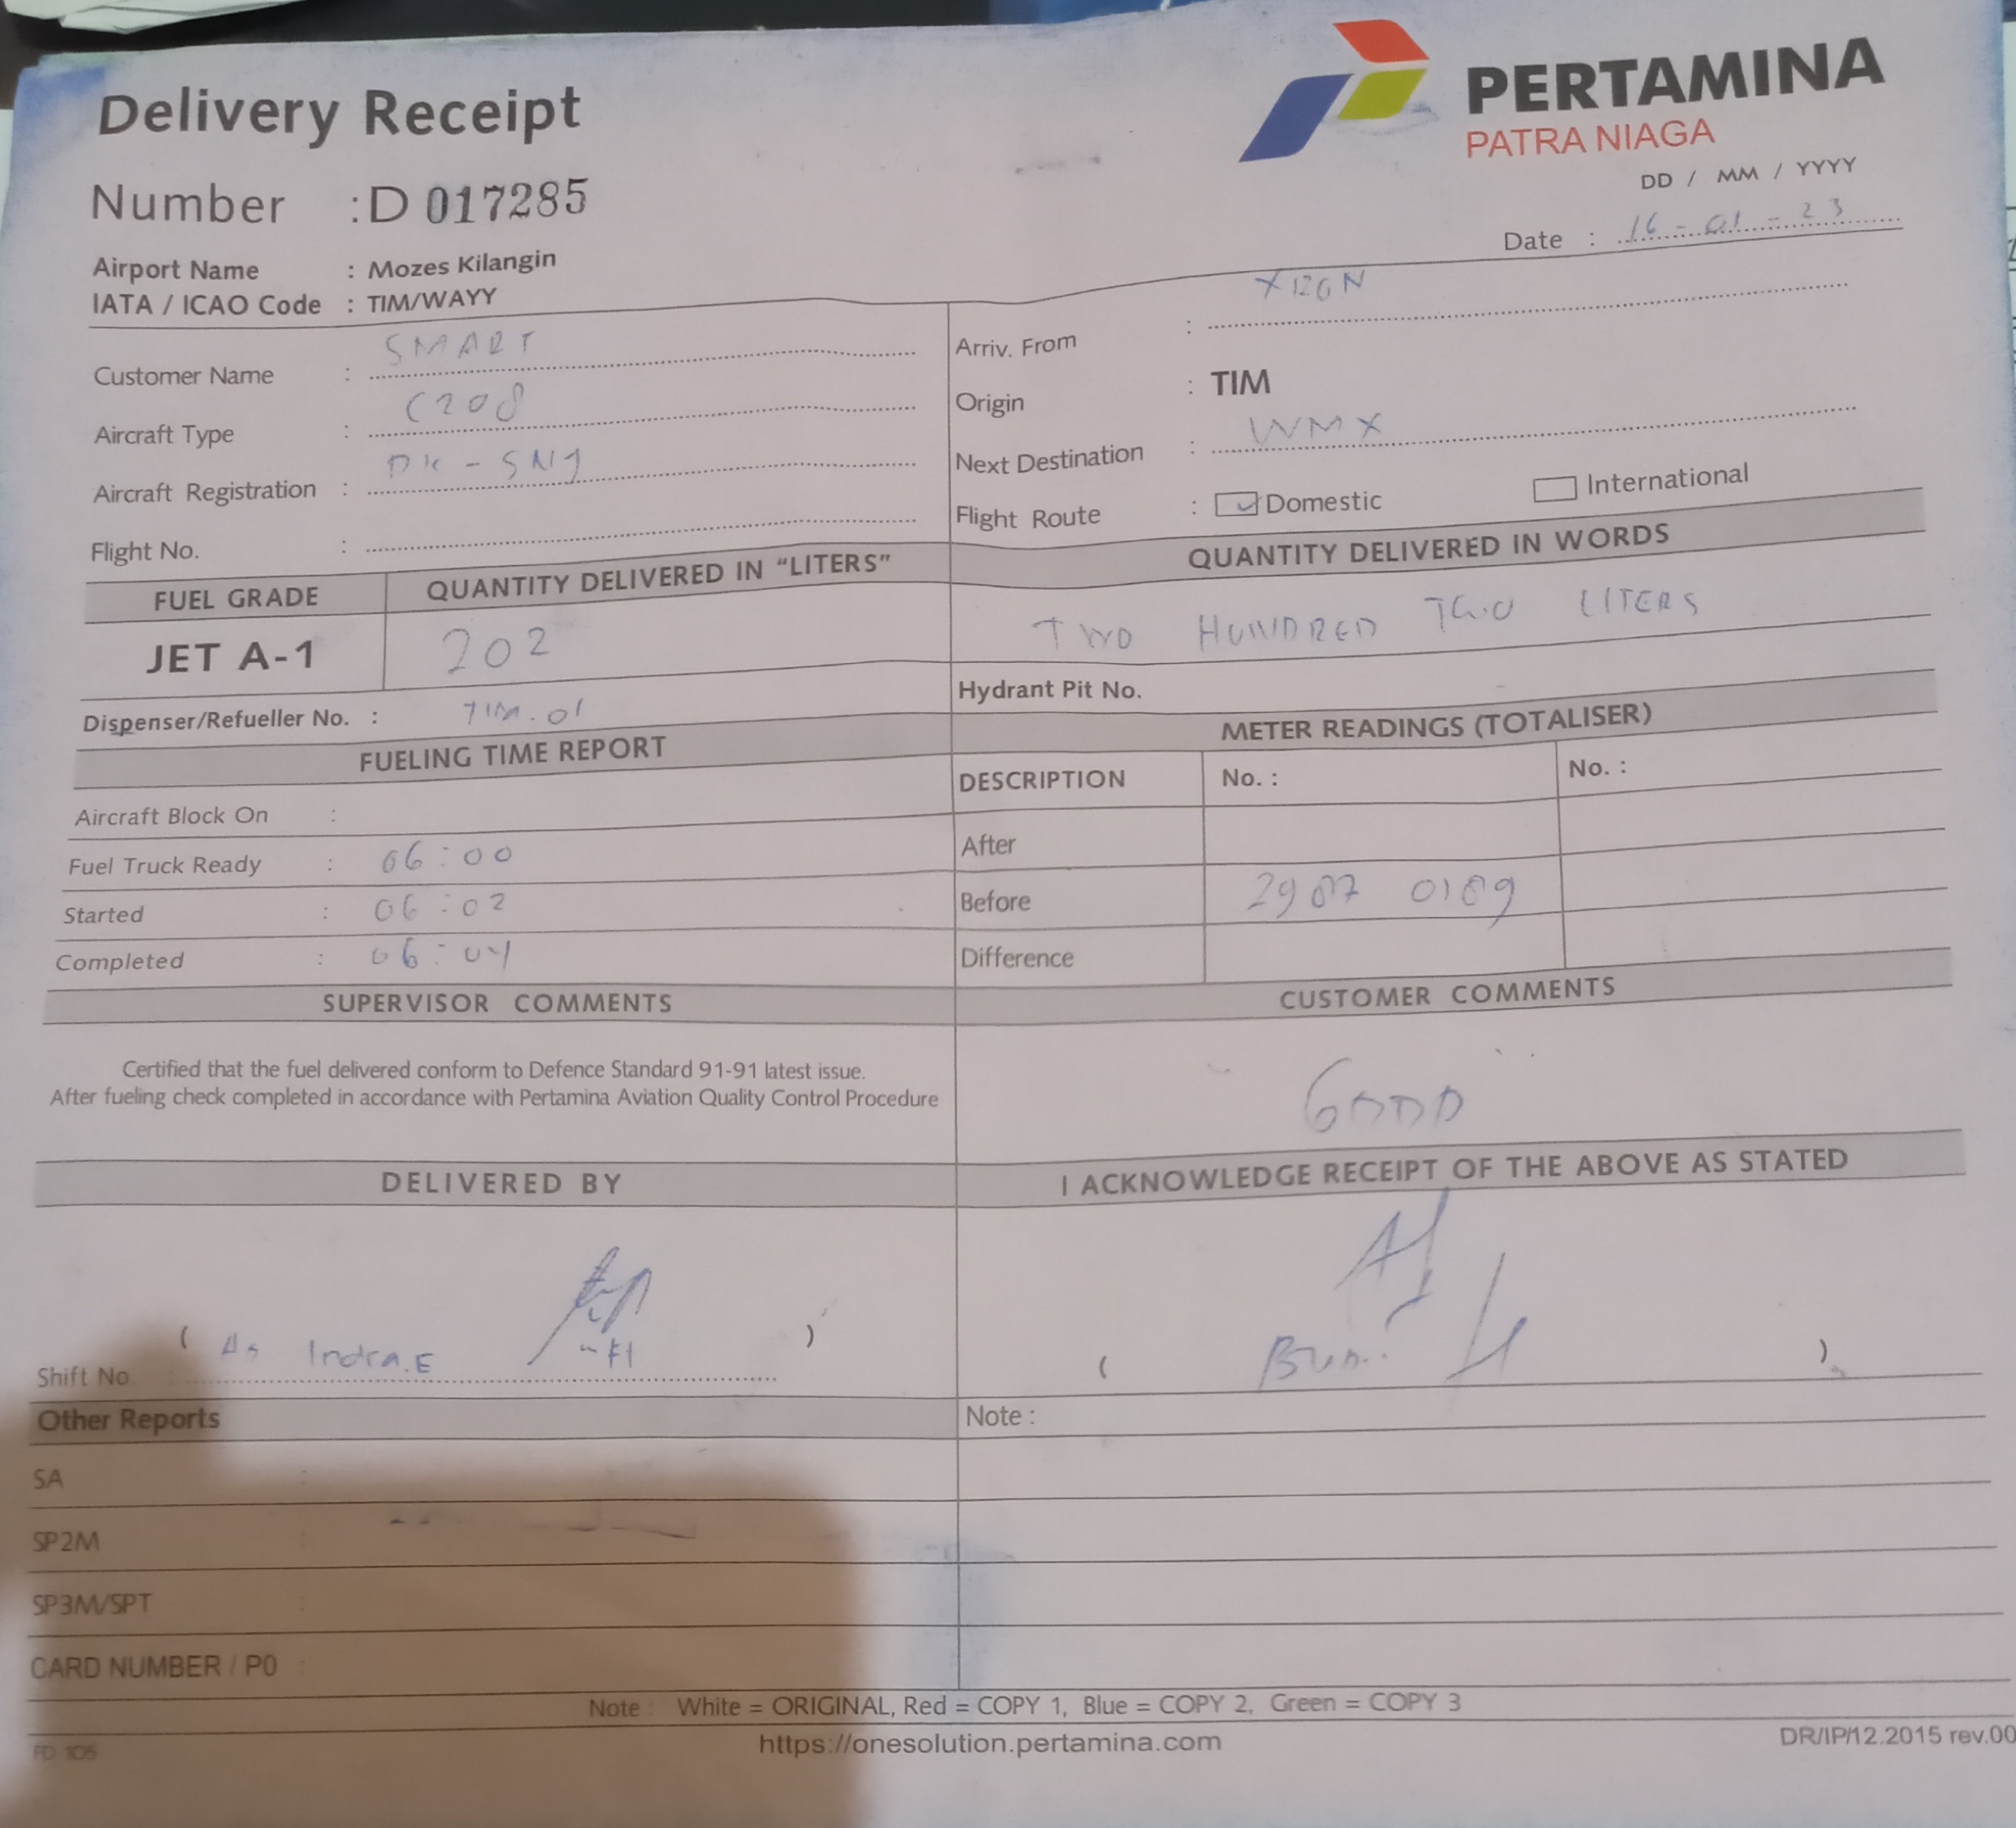 Delivery Receipt
PERTAMINA
PATRA NIAGA
Number : D 017285
DD / MM / YYYY
Date : 16-01-23
Airport Name : Mozes Kilangin
IATA / ICAO Code : TIM/WAYY
Customer Name : SMART
Aircraft Type : C208
Aircraft Registration : PK-SNJ
Flight No. :
Arriv. From :
Origin : TIM
Next Destination : WMX
Flight Route : Domestic International
FUEL GRADE QUANTITY DELIVERED IN "LITERS" QUANTITY DELIVERED IN WORDS
JET A-1 202 TWO HUNDRED TWO LITERS
Dispenser/Refueller No. : TIM.01
Hydrant Pit No.
FUELING TIME REPORT
Aircraft Block On :
Fuel Truck Ready : 06:00
Started : 06:02
Completed : 06:04
METER READINGS (TOTALISER)
DESCRIPTION No. : No. :
After
Before 2987 0189
Difference
SUPERVISOR COMMENTS
Certified that the fuel delivered conform to Defence Standard 91-91 latest issue.
After fueling check completed in accordance with Pertamina Aviation Quality Control Procedure
CUSTOMER COMMENTS
GOOD
DELIVERED BY
( Indra.E )
Shift No :
I ACKNOWLEDGE RECEIPT OF THE ABOVE AS STATED
( )
Other Reports
SA :
SP2M :
SP3M/SPT :
CARD NUMBER / P0 :
Note :
Note : White = ORIGINAL, Red = COPY 1, Blue = COPY 2, Green = COPY 3
https://onesolution.pertamina.com
FD 105
DR/IP/12.2015 rev.00